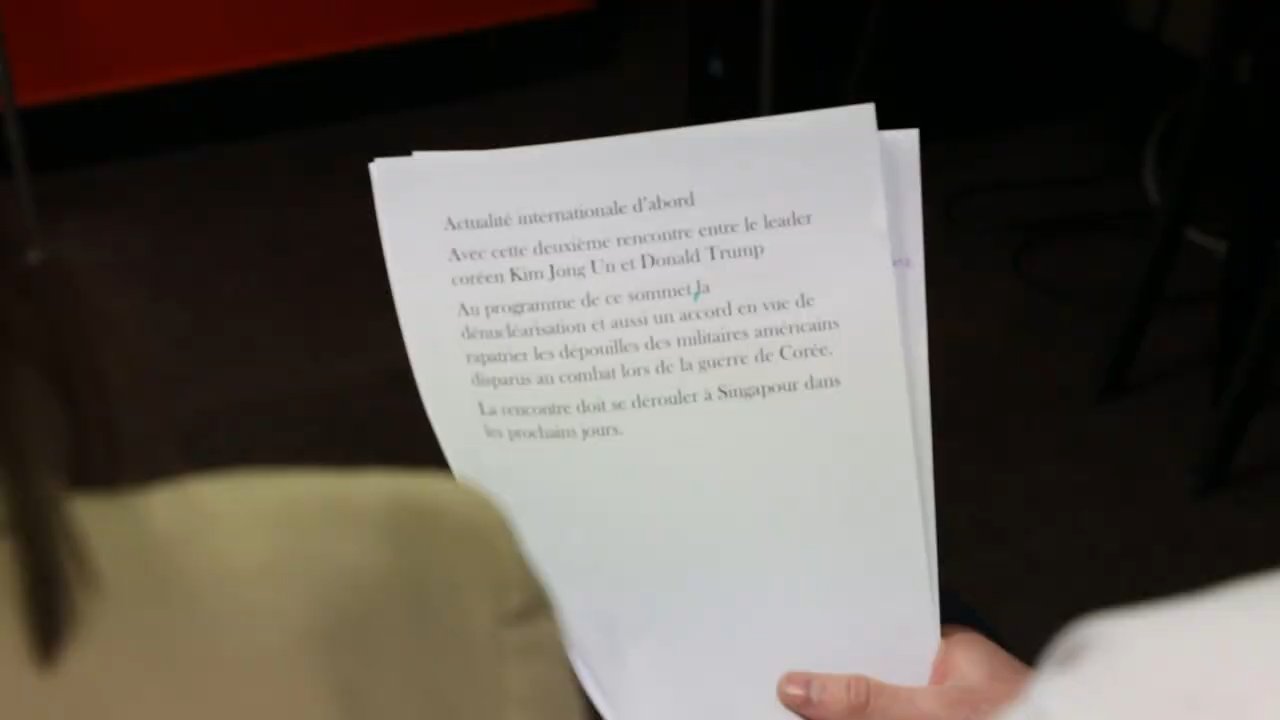 Actualité internationale d'abord
Avec cette deuxième rencontre entre le leader
coréen Kim Jong Un et Donald Trump
Au programme de ce sommet,la
dénucléarisation et aussi un accord en vue de
rapatrier les dépouilles des militaires américains
disparus au combat lors de la guerre de Corée.
La rencontre doit se dérouler à Singapour dans
les prochains jours.